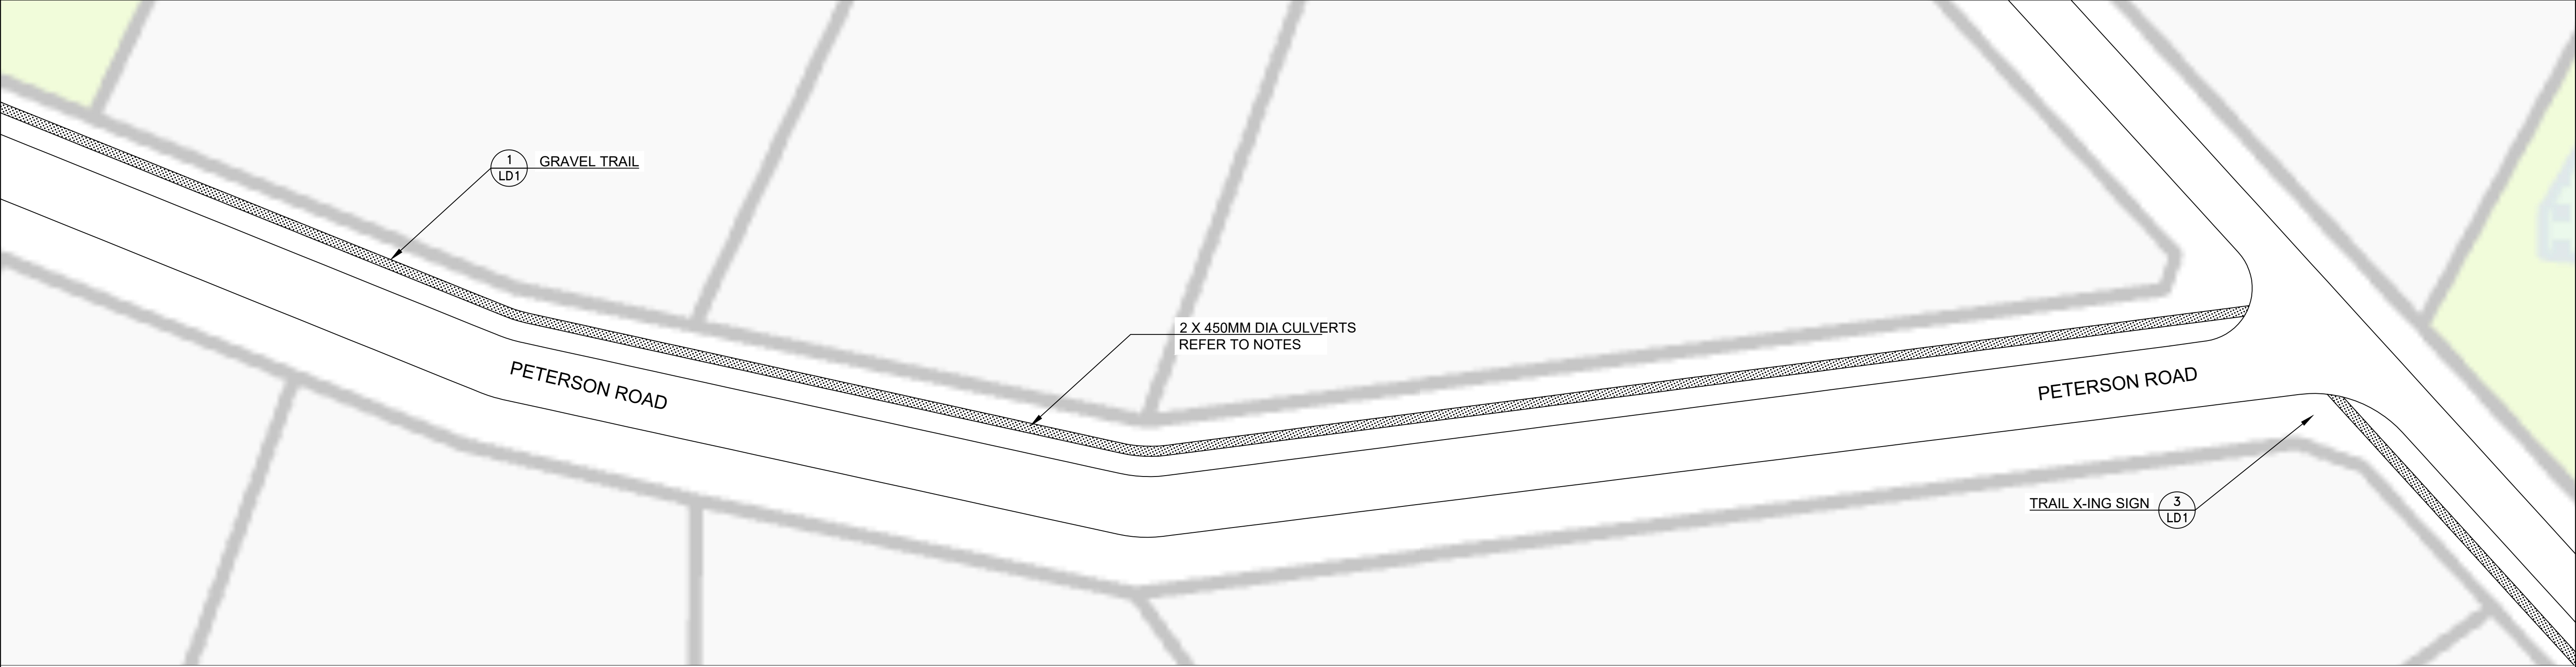 1
LD1
GRAVEL TRAIL
2 X 450MM DIA CULVERTS
REFER TO NOTES
PETERSON ROAD
PETERSON ROAD
TRAIL X-ING SIGN
3
LD1